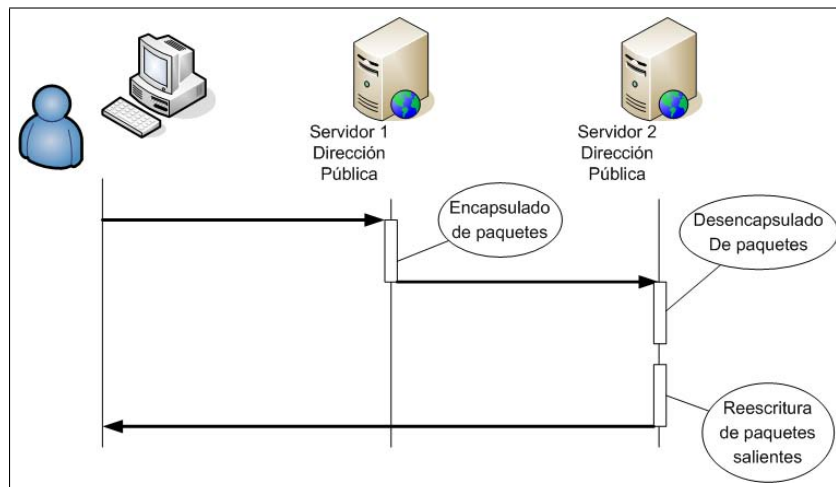 Servidor 1
Dirección
Pública
Servidor 2
Dirección
Pública
Encapsulado
de paquetes
Desencapsulado
De paquetes
Reescritura
de paquetes
salientes